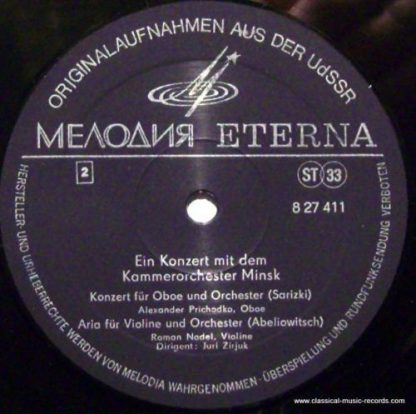 ORIGINALAUFNAHMEN AUS DER UdSSR
МЕЛОДИЯ ETERNA
2
ST 33
8 27 411
Ein Konzert mit dem
Kammerorchester Minsk
Konzert für Oboe und Orchester (Sarizki)
Alexander Prichodko, Oboe
Aria für Violine und Orchester (Abeliowitsch)
Roman Nodel, Violine
Dirigent: Juri Zirjuk
HERSTELLER- UND URHEBERRECHTE WERDEN VON MELODIA WAHRGENOMMEN · ÜBERSPIELUNG UND RUNDFUNKSENDUNG VERBOTEN
www.classical-music-records.com